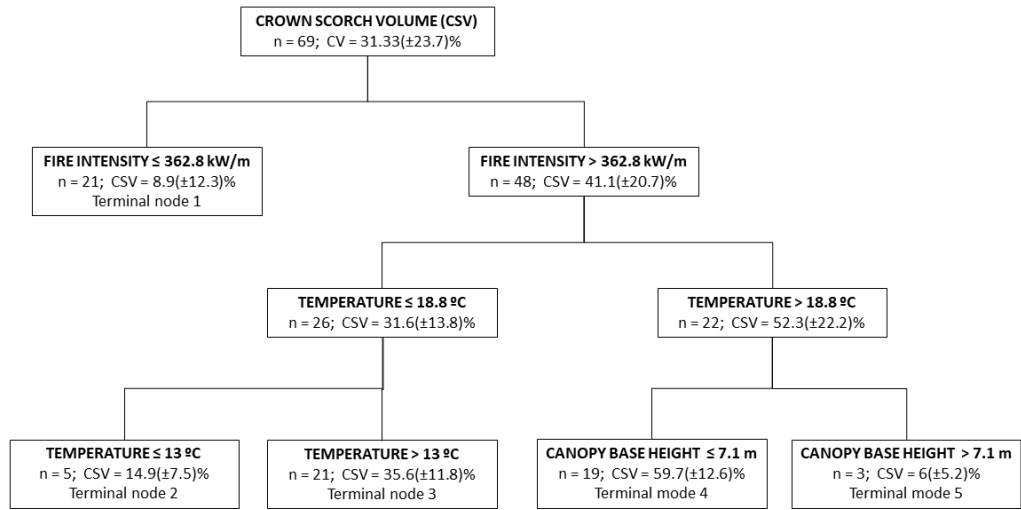 CROWN SCORCH VOLUME (CSV)
n = 69; CV = 31.33(±23.7)%
FIRE INTENSITY ≤ 362.8 kW/m
n = 21; CSV = 8.9(±12.3)%
Terminal node 1
FIRE INTENSITY > 362.8 kW/m
n = 48; CSV = 41.1(±20.7)%
TEMPERATURE ≤ 18.8 ºC
n = 26; CSV = 31.6(±13.8)%
TEMPERATURE > 18.8 ºC
n = 22; CSV = 52.3(±22.2)%
TEMPERATURE ≤ 13 ºC
n = 5; CSV = 14.9(±7.5)%
Terminal node 2
TEMPERATURE > 13 ºC
n = 21; CSV = 35.6(±11.8)%
Terminal node 3
CANOPY BASE HEIGHT ≤ 7.1 m
n = 19; CSV = 59.7(±12.6)%
Terminal mode 4
CANOPY BASE HEIGHT > 7.1 m
n = 3; CSV = 6(±5.2)%
Terminal mode 5